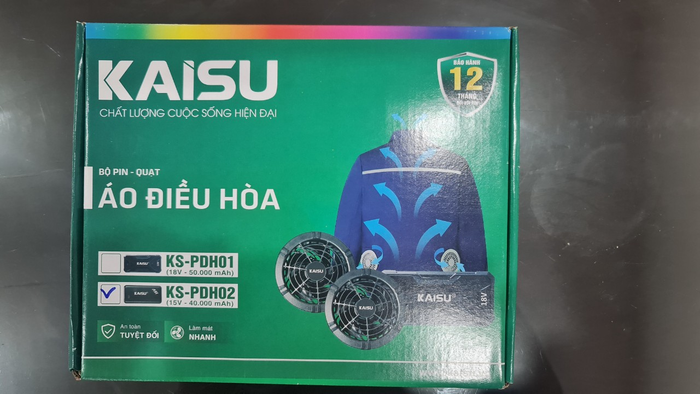 KAISU
CHẤT LƯỢNG CUỘC SỐNG HIỆN ĐẠI
BẢO HÀNH
12
THÁNG
BỘ PIN - QUẠT
ÁO ĐIỀU HÒA
KS-PDH01
(18V - 50.000 mAh)
KAISU
KS-PDH02
(15V - 40.000 mAh)
An toàn
TUYỆT ĐỐI
Làm mát
NHANH
KAISU
KAISU
KAISU
18V